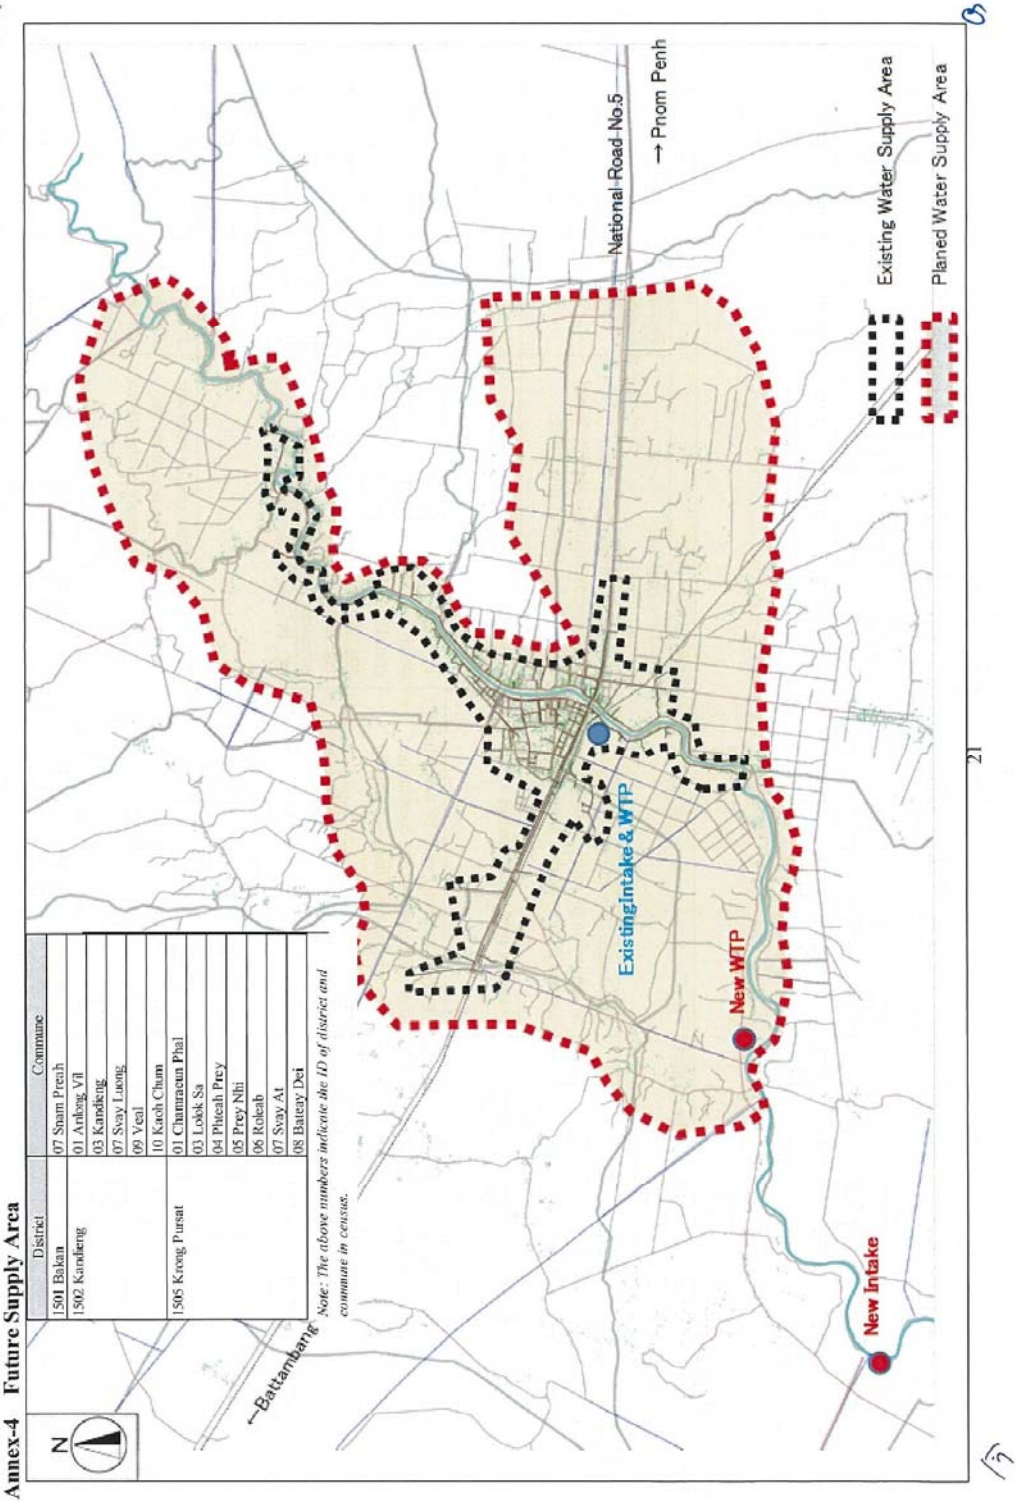 Annex-4 Future Supply Area
N
District Commune
1501 Bakan 07 Snam Preah
1502 Kandieng 01 Anlong Vil
03 Kandieng
07 Svay Luong
09 Veal
10 Kaoh Chum
1505 Krong Pursat 01 Chamraeun Phal
03 Lolok Sa
04 Phteah Prey
05 Prey Nhi
06 Roleab
07 Svay At
08 Banteay Dei
Note: The above numbers indicate the ID of district and
commune in census.
←Battambang
Existing Intake & WTP
New WTP
New Intake
National Road No.5
→ Pnom Penh
Existing Water Supply Area
Planed Water Supply Area
21